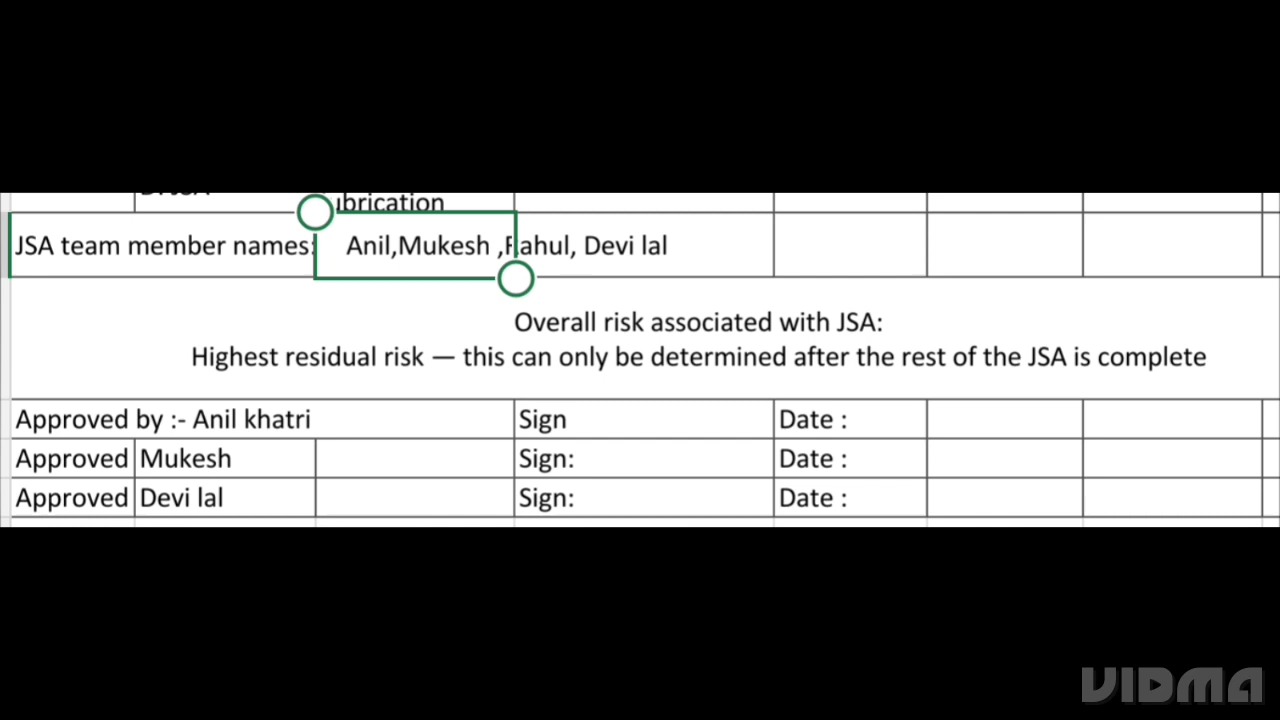 ubrication
JSA team member names: Anil,Mukesh ,Rahul, Devi lal
Overall risk associated with JSA:
Highest residual risk — this can only be determined after the rest of the JSA is complete
Approved by :- Anil khatri Sign Date :
Approved Mukesh Sign: Date :
Approved Devi lal Sign: Date :
VIDMA